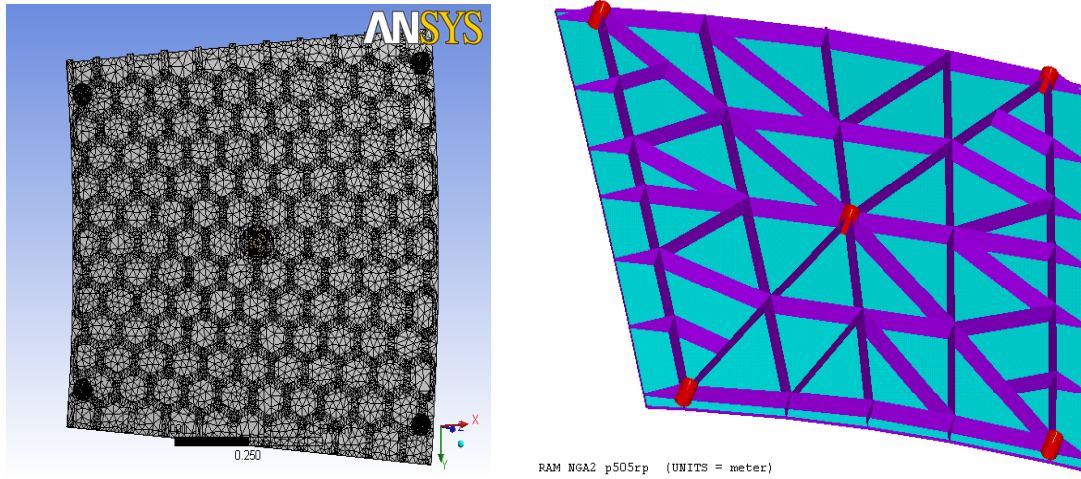 ANSYS
X
Z
Y
0.250
RAM NGA2 p505rp (UNITS = meter)